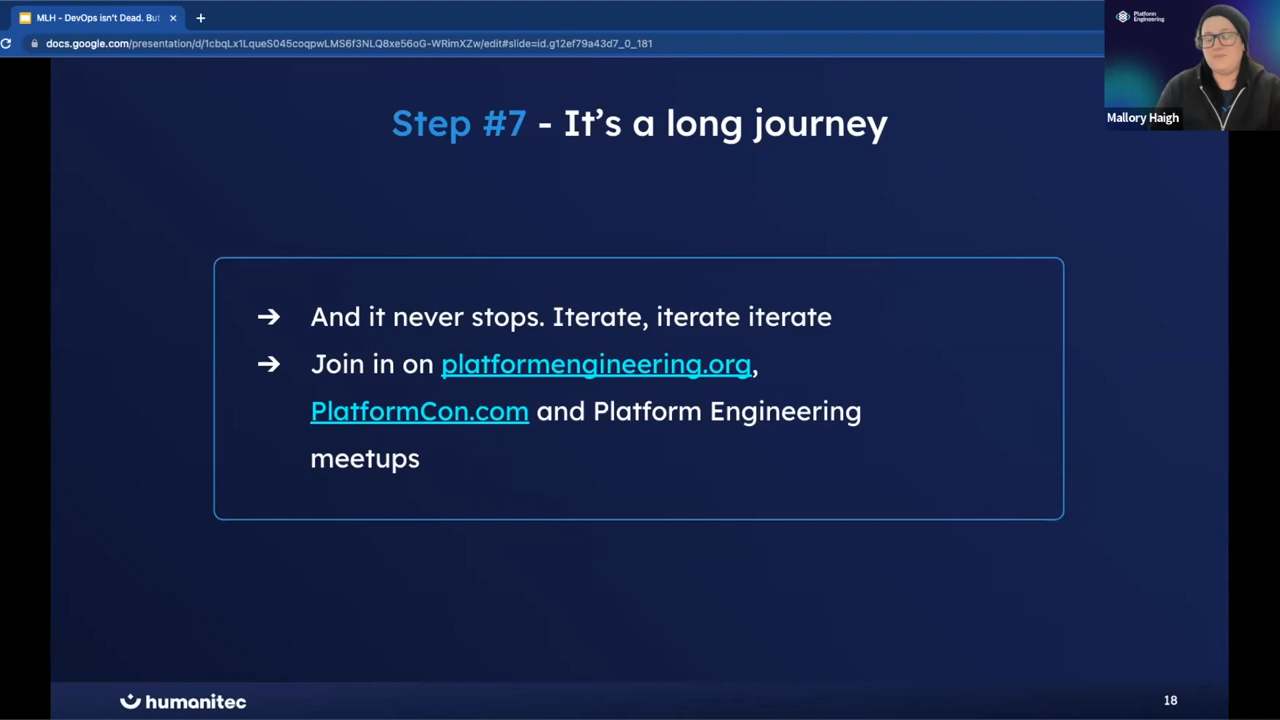 MLH - DevOps isn't Dead. But
docs.google.com/presentation/d/1cbqLx1LqueS045coqpwLMS6f3NLQ8xe56oG-WRimXZw/edit#slide=id.g12ef79a43d7_0_181
Platform
Engineering
Mallory Haigh
Step #7 - It's a long journey
➔ And it never stops. Iterate, iterate iterate
➔ Join in on platformengineering.org,
PlatformCon.com and Platform Engineering
meetups
humanitec
18